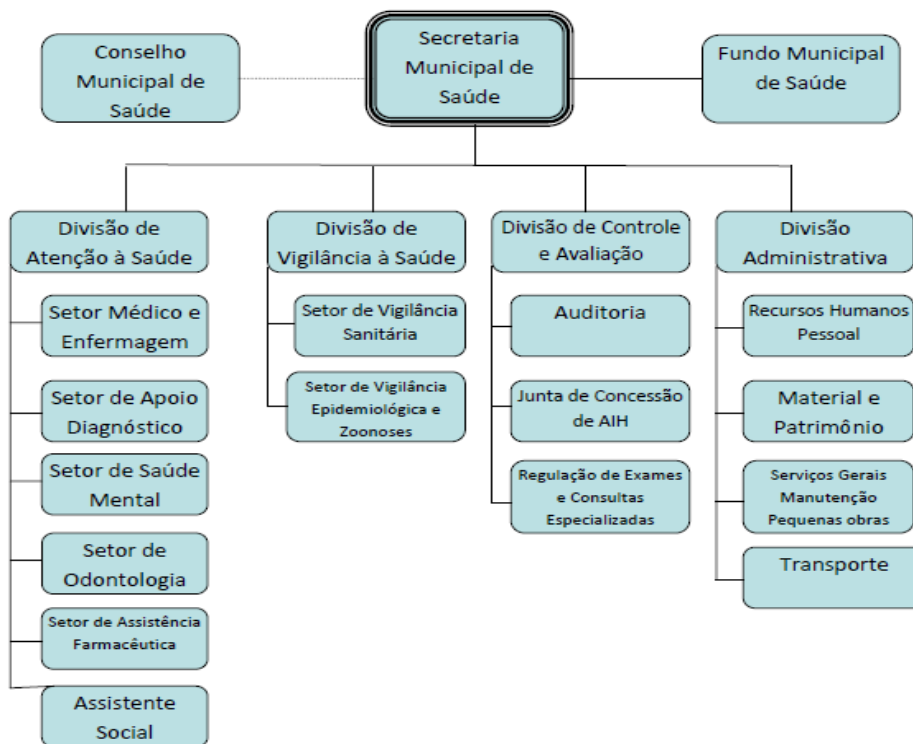 Conselho
Municipal de
Saúde
Secretaria
Municipal de
Saúde
Fundo Municipal
de Saúde
Divisão de
Atenção à Saúde
Setor Médico e
Enfermagem
Setor de Apoio
Diagnóstico
Setor de Saúde
Mental
Setor de
Odontologia
Setor de Assistência
Farmacêutica
Assistente
Social
Divisão de
Vigilância à Saúde
Setor de Vigilância
Sanitária
Setor de Vigilância
Epidemiológica e
Zoonoses
Divisão de Controle
e Avaliação
Auditoria
Junta de Concessão
de AIH
Regulação de Exames
e Consultas
Especializadas
Divisão
Administrativa
Recursos Humanos
Pessoal
Material e
Patrimônio
Serviços Gerais
Manutenção
Pequenas obras
Transporte